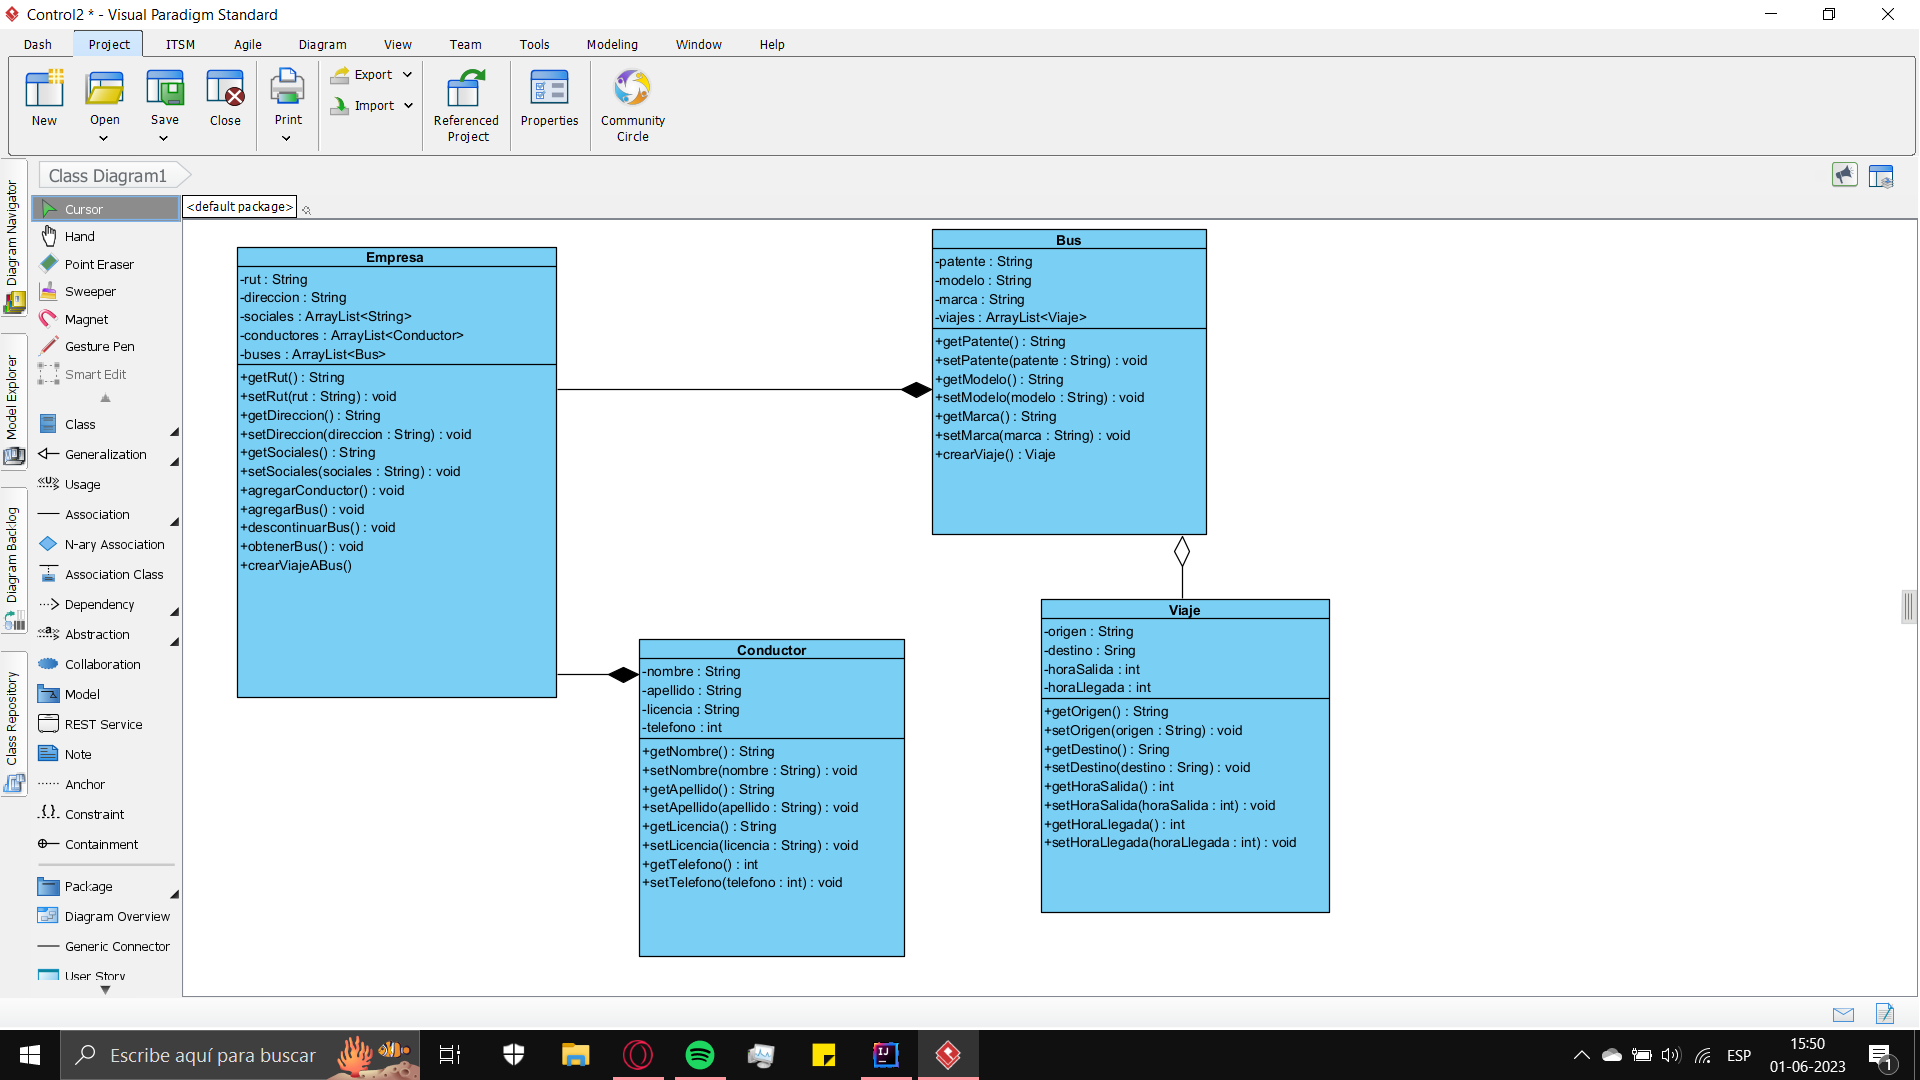 Control2 * - Visual Paradigm Standard
Dash Project ITSM Agile Diagram View Team Tools Modeling Window Help
New
Open
Save
Close
Print
Export
Import
Referenced
Project
Properties
Community
Circle
Diagram Navigator
Model Explorer
Diagram Backlog
Class Repository
Class Diagram1
<default package>
Cursor
Hand
Point Eraser
Sweeper
Magnet
Gesture Pen
Smart Edit
Class
Generalization
Usage
Association
N-ary Association
Association Class
Dependency
Abstraction
Collaboration
Model
REST Service
Note
Anchor
Constraint
Containment
Package
Diagram Overview
Generic Connector
User Story
Empresa
-rut : String
-direccion : String
-sociales : ArrayList<String>
-conductores : ArrayList<Conductor>
-buses : ArrayList<Bus>
+getRut() : String
+setRut(rut : String) : void
+getDireccion() : String
+setDireccion(direccion : String) : void
+getSociales() : String
+setSociales(sociales : String) : void
+agregarConductor() : void
+agregarBus() : void
+descontinuarBus() : void
+obtenerBus() : void
+crearViajeABus()
Bus
-patente : String
-modelo : String
-marca : String
-viajes : ArrayList<Viaje>
+getPatente() : String
+setPatente(patente : String) : void
+getModelo() : String
+setModelo(modelo : String) : void
+getMarca() : String
+setMarca(marca : String) : void
+crearViaje() : Viaje
Conductor
-nombre : String
-apellido : String
-licencia : String
-telefono : int
+getNombre() : String
+setNombre(nombre : String) : void
+getApellido() : String
+setApellido(apellido : String) : void
+getLicencia() : String
+setLicencia(licencia : String) : void
+getTelefono() : int
+setTelefono(telefono : int) : void
Viaje
-origen : String
-destino : Sring
-horaSalida : int
-horaLlegada : int
+getOrigen() : String
+setOrigen(origen : String) : void
+getDestino() : Sring
+setDestino(destino : Sring) : void
+getHoraSalida() : int
+setHoraSalida(horaSalida : int) : void
+getHoraLlegada() : int
+setHoraLlegada(horaLlegada : int) : void
Escribe aquí para buscar
IJ
ESP
15:50
01-06-2023
1